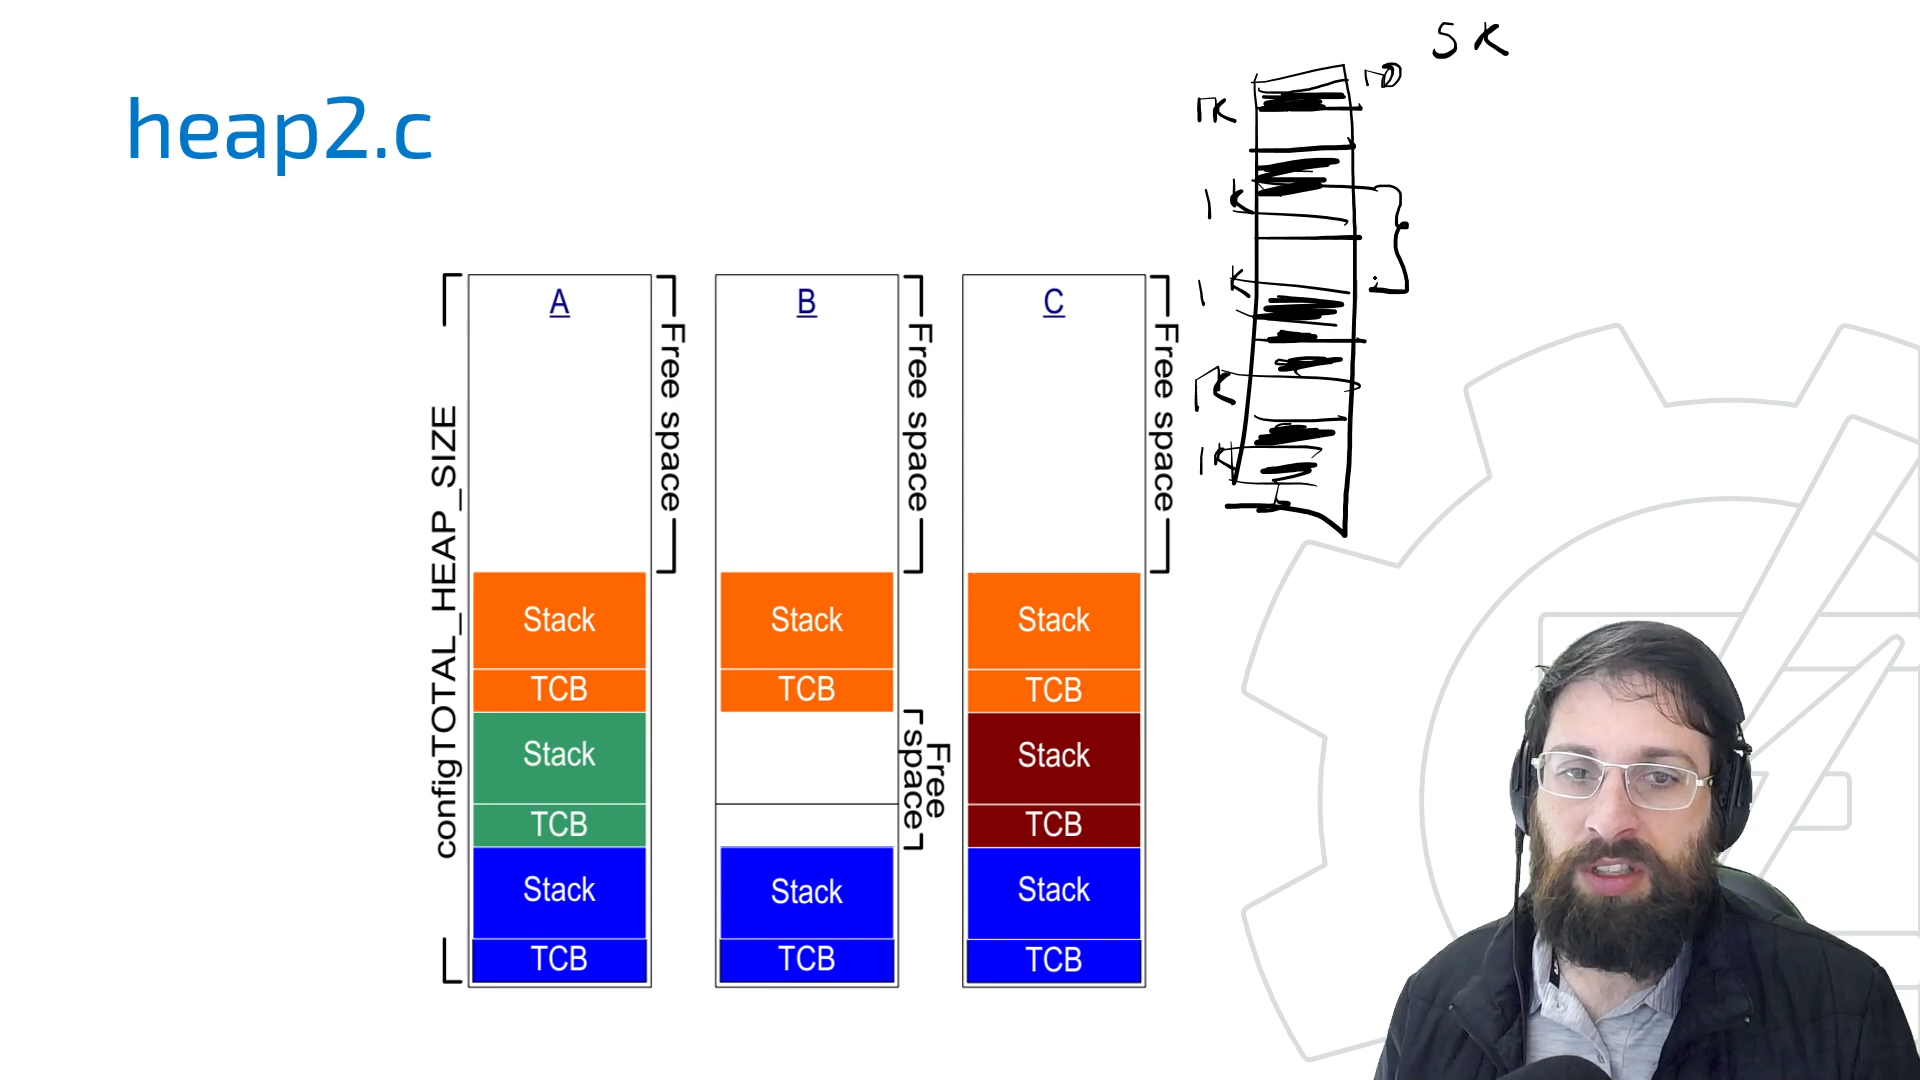 heap2.c
5K
10
1K
1K
1K
1K
1K
configTOTAL_HEAP_SIZE
A
Free space
Stack
TCB
Stack
TCB
Stack
TCB
B
Free space
Stack
TCB
Free
space
Stack
TCB
C
Free space
Stack
TCB
Stack
TCB
Stack
TCB